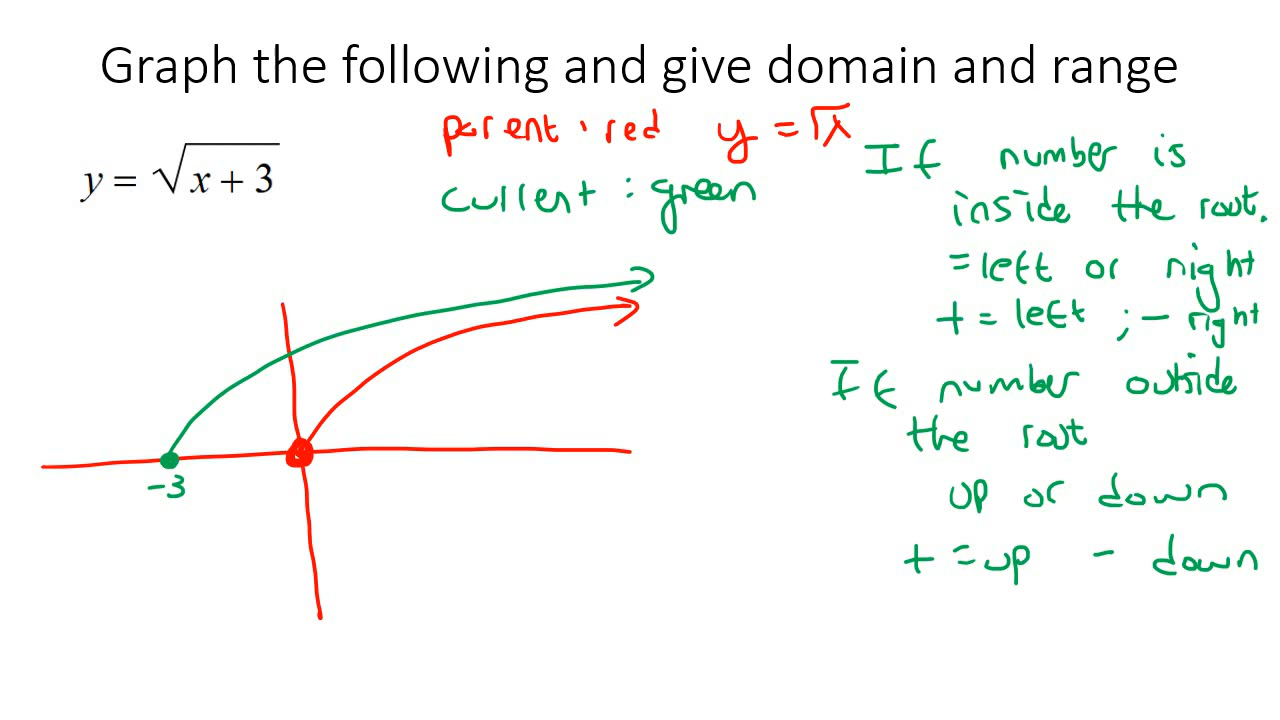 Graph the following and give domain and range
y = √x + 3
parent : red y = √x
current : green
If number is
inside the root.
= left or right
+ = left ; - right
If number outside
the root
up or down
+ = up - down
-3